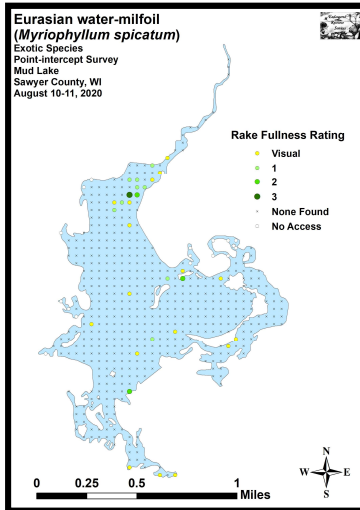 Eurasian water-milfoil
(Myriophyllum spicatum)
Exotic Species
Point-intercept Survey
Mud Lake
Sawyer County, WI
August 10-11, 2020
Rake Fullness Rating
Visual
1
2
3
None Found
No Access
N
W E
S
0 0.25 0.5 1
Miles